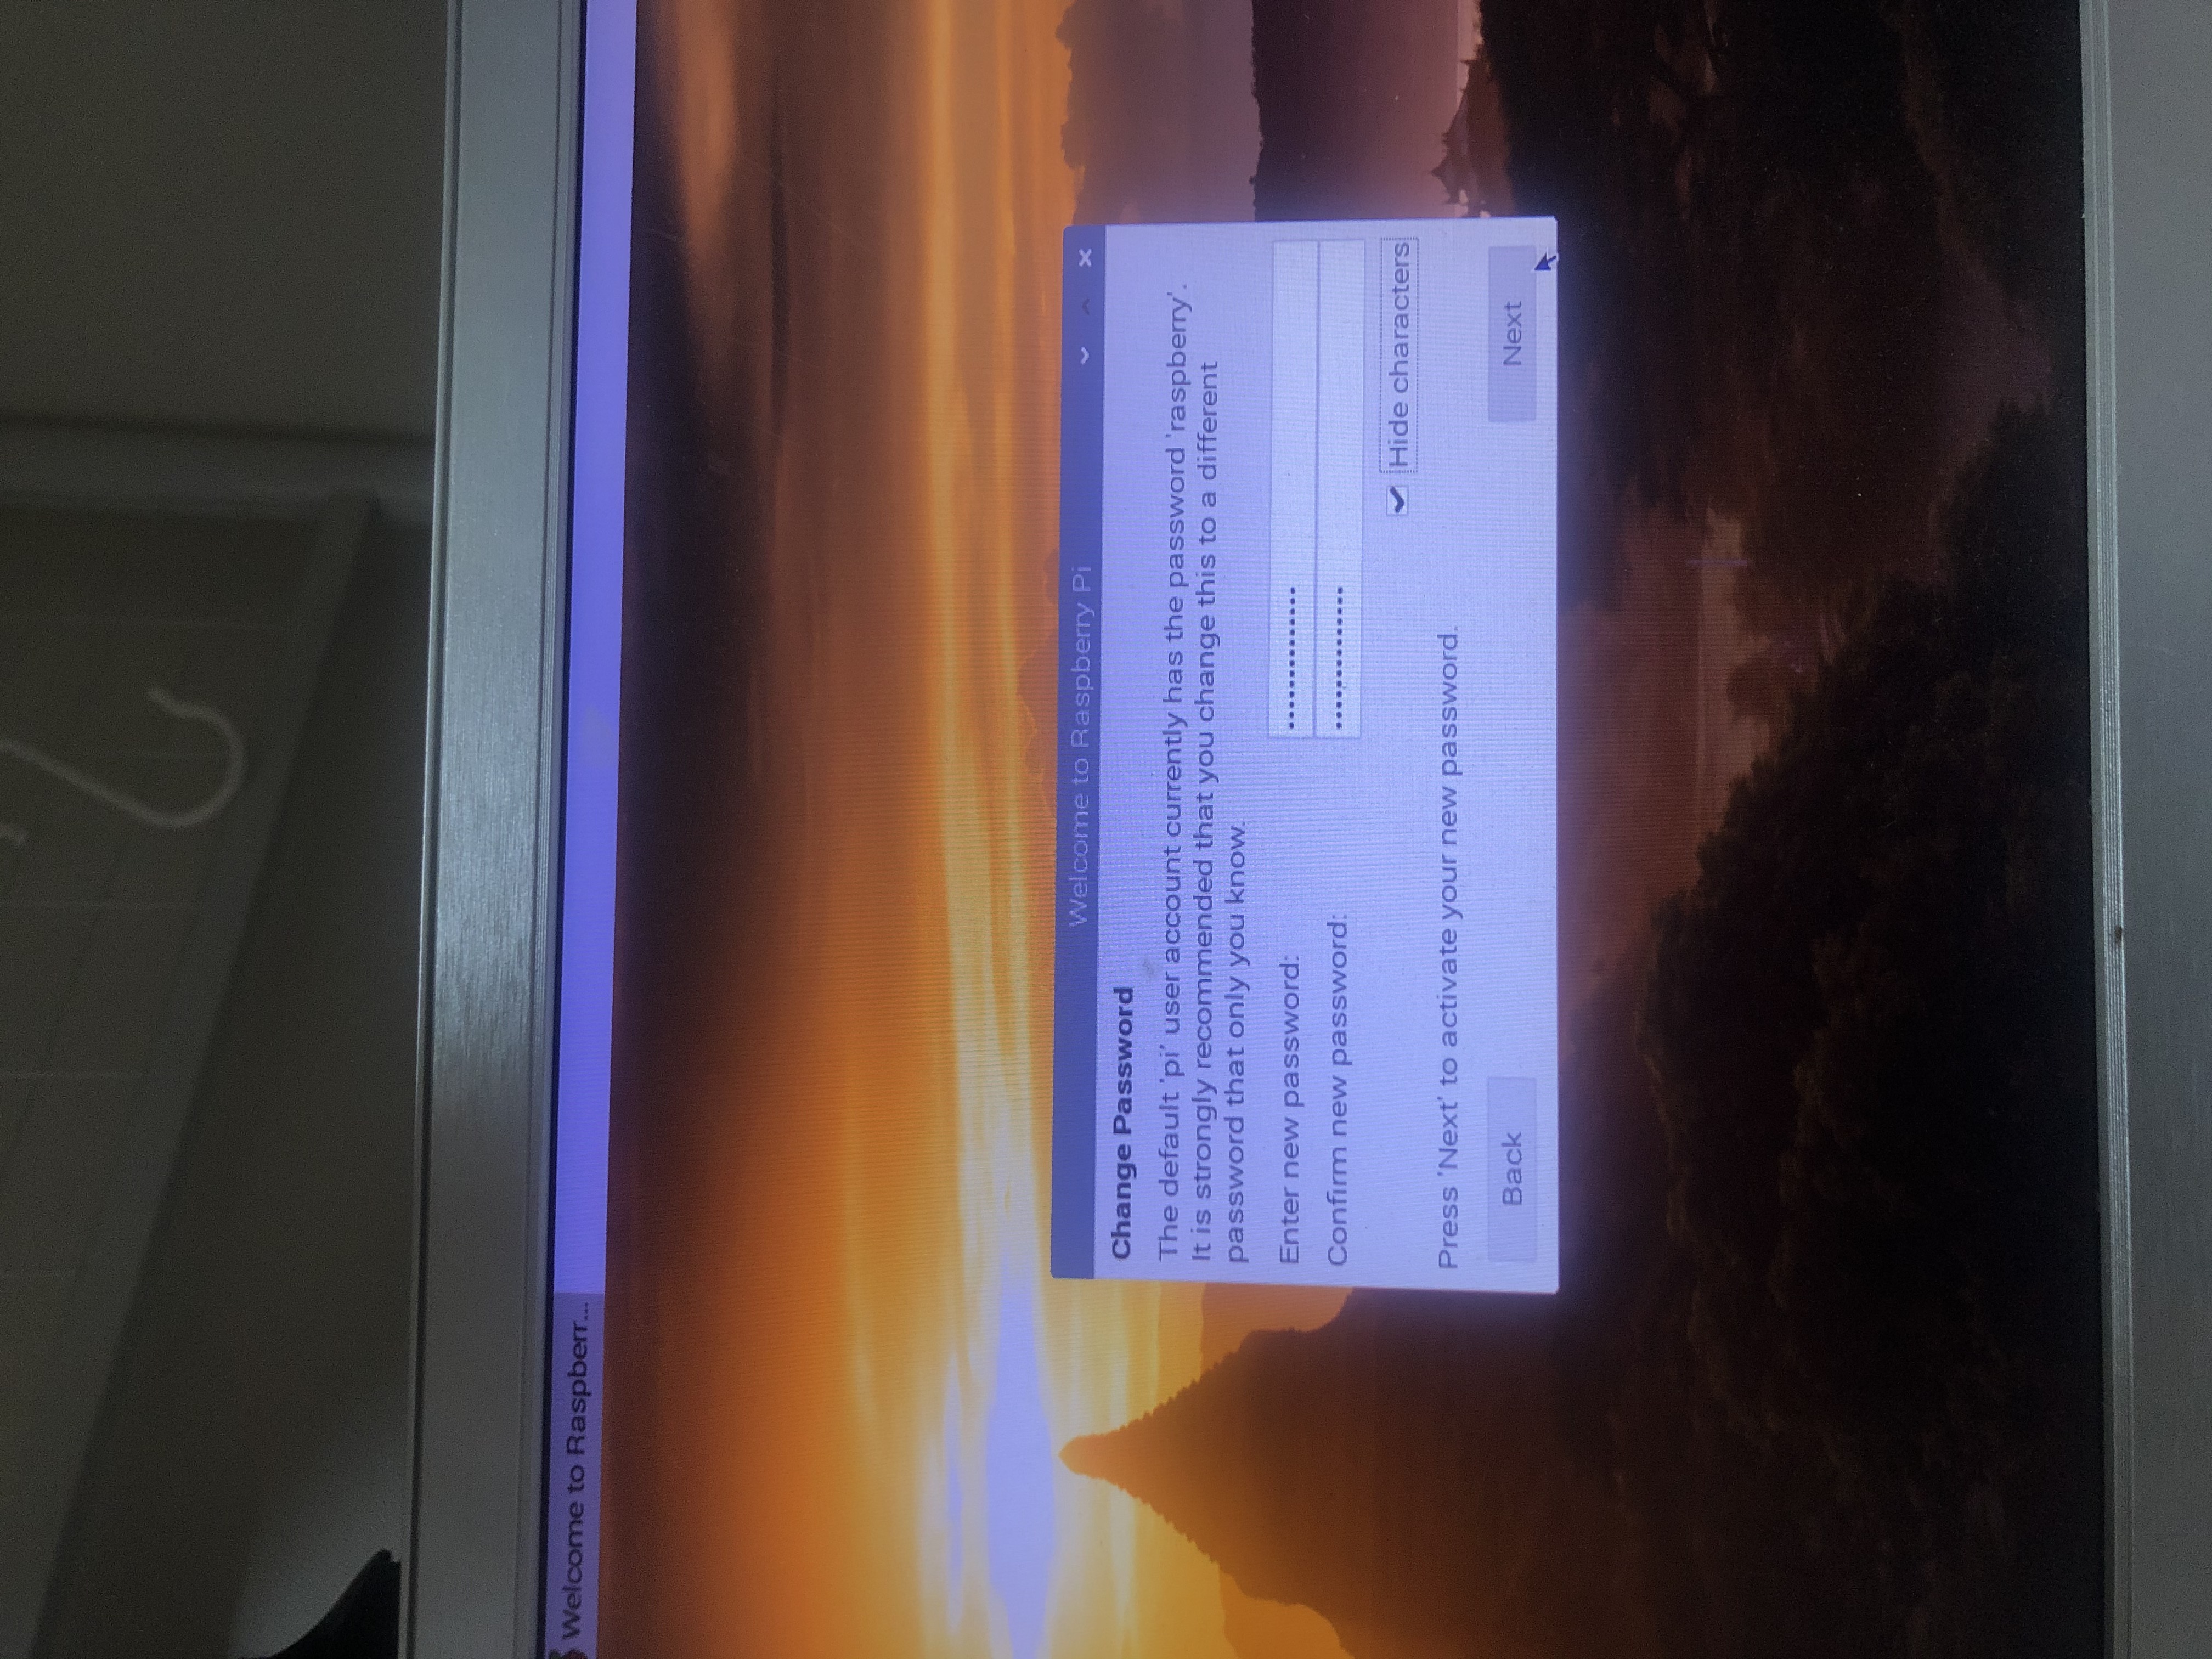 Welcome to Raspberr...
Welcome to Raspberry Pi
Change Password
The default 'pi' user account currently has the password 'raspberry'.
It is strongly recommended that you change this to a different
password that only you know.
Enter new password: ••••••••••••••
Confirm new password: ••••••••••••••
Hide characters
Press 'Next' to activate your new password.
Back Next